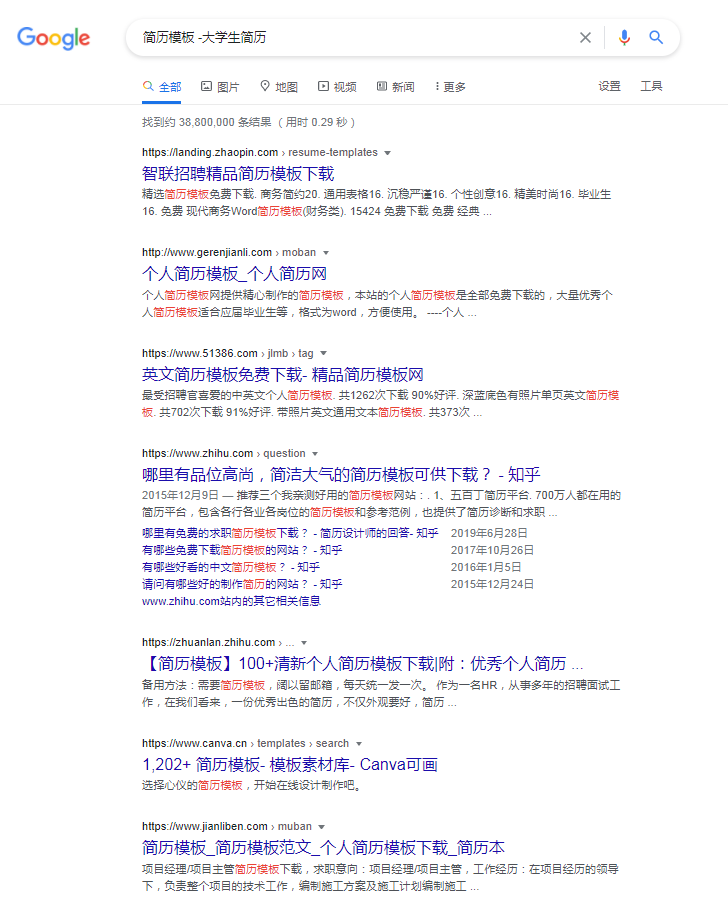 Google
简历模板 -大学生简历
全部 图片 地图 视频 新闻 更多 设置 工具
找到约 38,800,000 条结果 （用时 0.29 秒）
https://landing.zhaopin.com › resume-templates
智联招聘精品简历模板下载
精选简历模板免费下载. 商务简约20. 通用表格16. 沉稳严谨16. 个性创意16. 精美时尚16. 毕业生
16. 免费 现代商务Word简历模板(财务类). 15424 免费下载 免费 经典 ...
http://www.gerenjianli.com › moban
个人简历模板_个人简历网
个人简历模板网提供精心制作的简历模板，本站的个人简历模板是全部免费下载的，大量优秀个
人简历模板适合应届毕业生等，格式为word，方便使用。 ----个人 ...
https://www.51386.com › jlmb › tag
英文简历模板免费下载- 精品简历模板网
最受招聘官喜爱的中英文个人简历模板. 共1262次下载 90%好评. 深蓝底色有照片单页英文简历模
板. 共702次下载 91%好评. 带照片英文通用文本简历模板. 共373次 ...
https://www.zhihu.com › question
哪里有品位高尚，简洁大气的简历模板可供下载？ - 知乎
2015年12月9日 — 推荐三个我亲测好用的简历模板网站：. 1、五百丁简历平台. 700万人都在用的
简历平台，包含各行各业各岗位的简历模板和参考范例，也提供了简历诊断和求职 ...
哪里有免费的求职简历模板下载？ - 简历设计师的回答- 知乎 2019年6月28日
有哪些免费下载简历模板的网站？ - 知乎 2017年10月26日
有哪些好看的中文简历模板？ - 知乎 2016年1月5日
请问有哪些好的制作简历的网站？ - 知乎 2015年12月24日
www.zhihu.com站内的其它相关信息
https://zhuanlan.zhihu.com › ...
【简历模板】100+清新个人简历模板下载|附：优秀个人简历 ...
备用方法：需要简历模板，阔以留邮箱，每天统一发一次。 作为一名HR，从事多年的招聘面试工
作，在我们看来，一份优秀出色的简历，不仅外观要好，简历 ...
https://www.canva.cn › templates › search
1,202+ 简历模板- 模板素材库- Canva可画
选择心仪的简历模板，开始在线设计制作吧。
https://www.jianliben.com › muban
简历模板_简历模板范文_个人简历模板下载_简历本
项目经理/项目主管简历模板下载，求职意向：项目经理/项目主管，工作经历：在项目经历的领导
下，负责整个项目的技术工作，编制施工方案及施工计划编制施工 ...